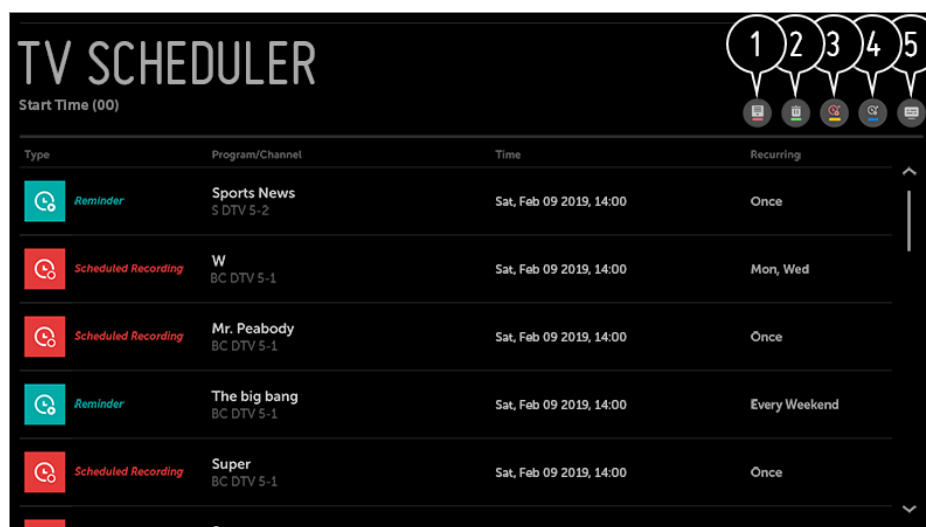 1 2 3 4 5
TV SCHEDULER
Start Time (00)
Type Program/Channel Time Recurring
Reminder Sports News Sat, Feb 09 2019, 14:00 Once
S DTV 5-2
Scheduled Recording W Sat, Feb 09 2019, 14:00 Mon, Wed
BC DTV 5-1
Scheduled Recording Mr. Peabody Sat, Feb 09 2019, 14:00 Once
BC DTV 5-1
Reminder The big bang Sat, Feb 09 2019, 14:00 Every Weekend
BC DTV 5-1
Scheduled Recording Super Sat, Feb 09 2019, 14:00 Once
BC DTV 5-1